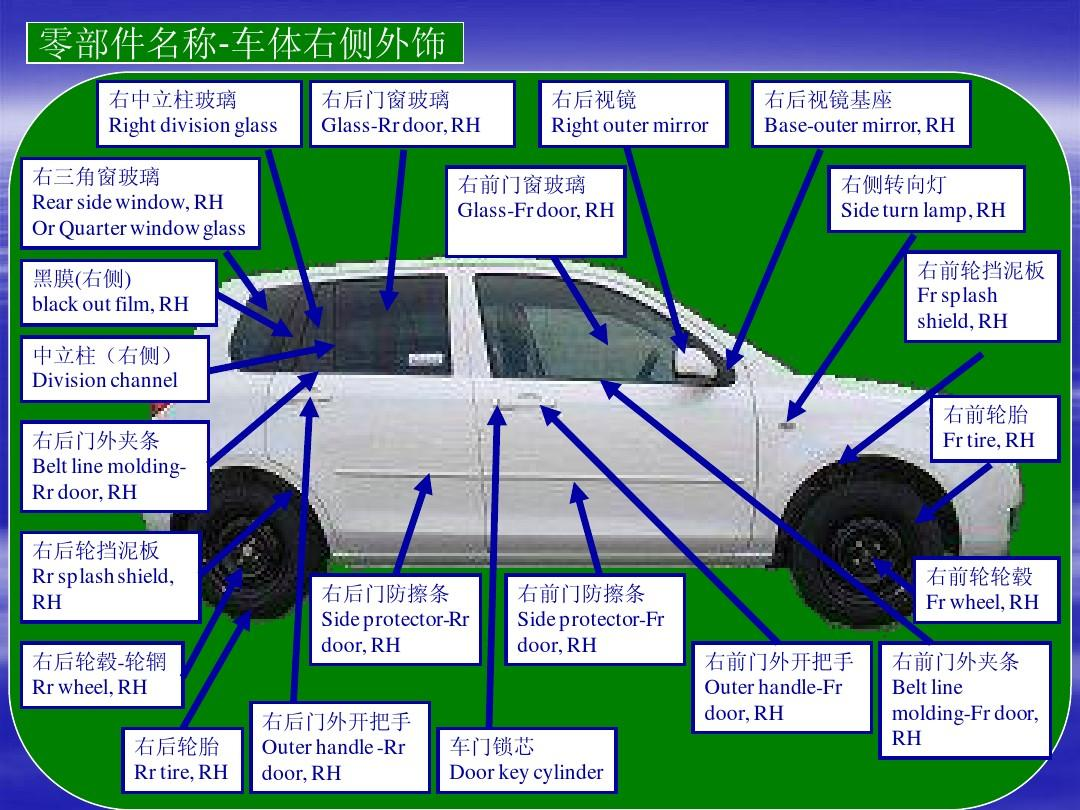 零部件名称-车体右侧外饰
右中立柱玻璃
Right division glass
右后门窗玻璃
Glass-Rr door, RH
右后视镜
Right outer mirror
右后视镜基座
Base-outer mirror, RH
右三角窗玻璃
Rear side window, RH
Or Quarter window glass
右前门窗玻璃
Glass-Fr door, RH
右侧转向灯
Side turn lamp, RH
黑膜(右侧)
black out film, RH
右前轮挡泥板
Fr splash
shield, RH
中立柱（右侧）
Division channel
右前轮胎
Fr tire, RH
右后门外夹条
Belt line molding-
Rr door, RH
右后轮挡泥板
Rr splash shield,
RH
右后门防擦条
Side protector-Rr
door, RH
右前门防擦条
Side protector-Fr
door, RH
右前轮轮毂
Fr wheel, RH
右后轮毂-轮辋
Rr wheel, RH
右前门外开把手
Outer handle-Fr
door, RH
右前门外夹条
Belt line
molding-Fr door,
RH
右后轮胎
Rr tire, RH
右后门外开把手
Outer handle -Rr
door, RH
车门锁芯
Door key cylinder